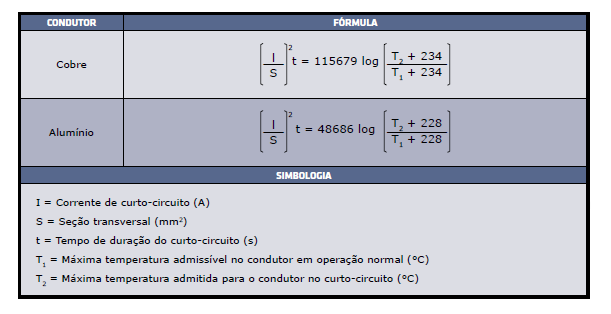 CONDUTOR FÓRMULA
Cobre [I/S]² t = 115679 log [T₂ + 234 / T₁ + 234]
Alumínio [I/S]² t = 48686 log [T₂ + 228 / T₁ + 228]
SIMBOLOGIA
I = Corrente de curto-circuito (A)
S = Seção transversal (mm²)
t = Tempo de duração do curto-circuito (s)
T₁ = Máxima temperatura admissível no condutor em operação normal (°C)
T₂ = Máxima temperatura admitida para o condutor no curto-circuito (°C)